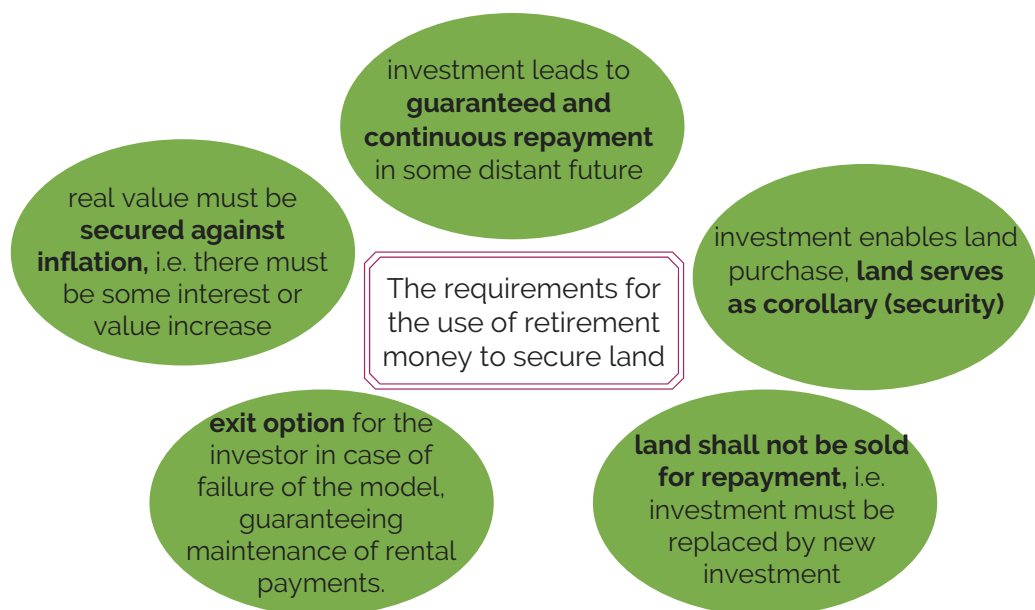 investment leads to
guaranteed and
continuous repayment
in some distant future
real value must be
secured against
inflation, i.e. there must
be some interest or
value increase
investment enables land
purchase, land serves
as corollary (security)
The requirements for
the use of retirement
money to secure land
exit option for the
investor in case of
failure of the model,
guaranteeing
maintenance of rental
payments.
land shall not be sold
for repayment, i.e.
investment must be
replaced by new
investment